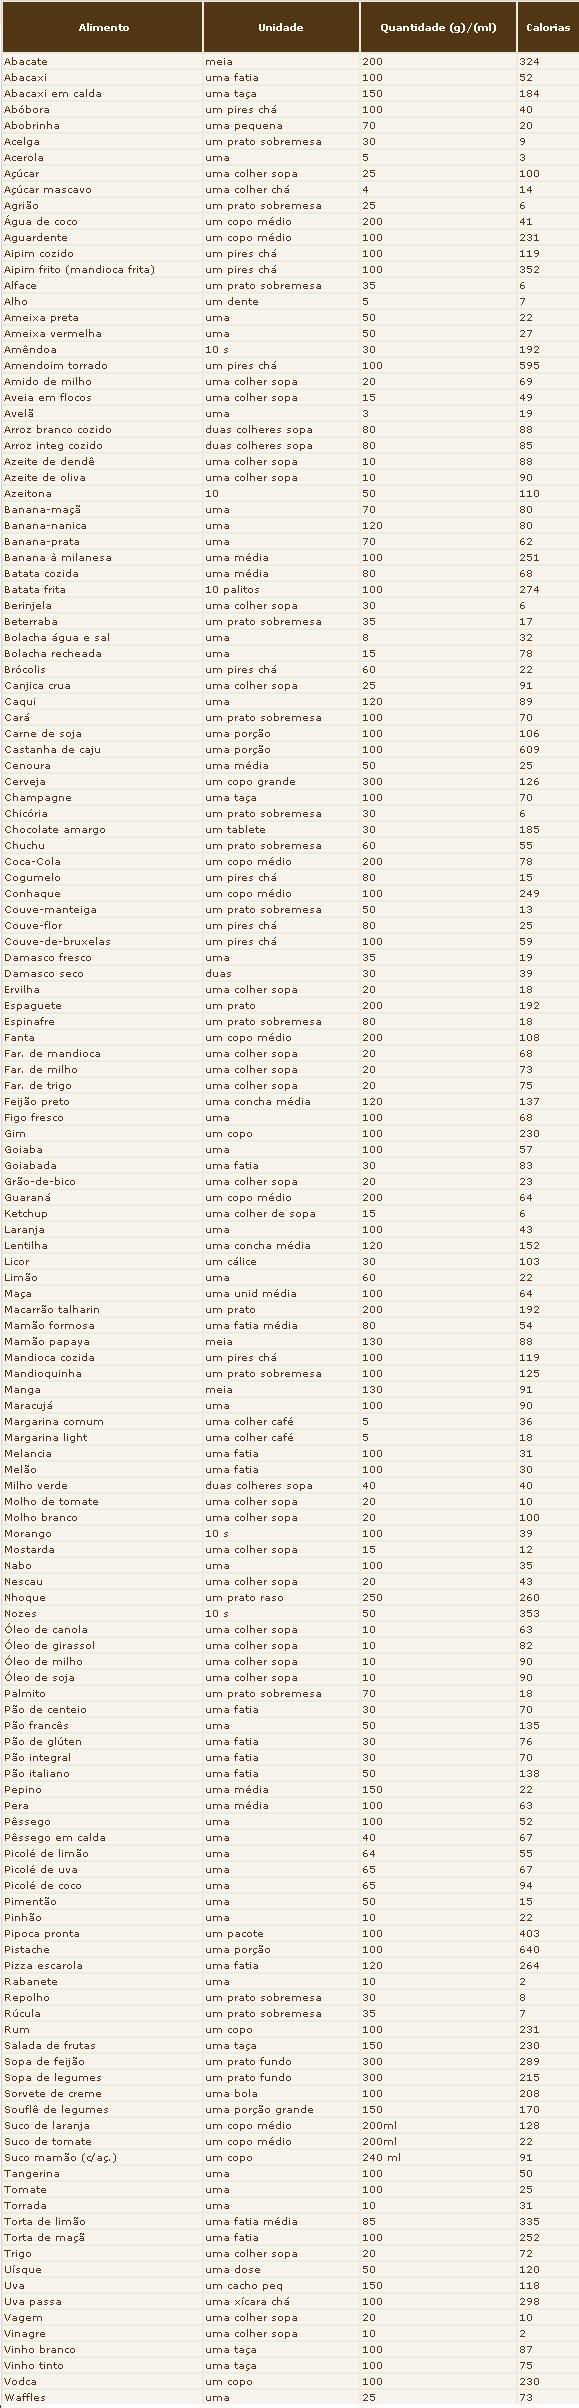 Alimento Unidade Quantidade (g)/(ml) Calorias
Abacate meia 200 324
Abacaxi uma fatia 100 52
Abacaxi em calda uma taça 150 184
Abóbora um pires chá 100 40
Abobrinha uma pequena 70 20
Acelga um prato sobremesa 30 9
Acerola uma 5 3
Açúcar uma colher sopa 25 100
Açúcar mascavo uma colher chá 4 14
Agrião um prato sobremesa 25 6
Água de coco um copo médio 200 41
Aguardente um copo médio 100 231
Aipim cozido um pires chá 100 119
Aipim frito (mandioca frita) um pires chá 100 352
Alface um prato sobremesa 35 6
Alho um dente 5 7
Ameixa preta uma 50 22
Ameixa vermelha uma 50 27
Amêndoa 10 s 30 192
Amendoim torrado um pires chá 100 595
Amido de milho uma colher sopa 20 69
Aveia em flocos uma colher sopa 15 49
Avelã uma 3 19
Arroz branco cozido duas colheres sopa 80 88
Arroz integ cozido duas colheres sopa 80 85
Azeite de dendê uma colher sopa 10 88
Azeite de oliva uma colher sopa 10 90
Azeitona 10 50 110
Banana-maçã uma 70 80
Banana-nanica uma 120 80
Banana-prata uma 70 62
Banana à milanesa uma média 100 251
Batata cozida uma média 80 68
Batata frita 10 palitos 100 274
Berinjela uma colher sopa 30 6
Beterraba um prato sobremesa 35 17
Bolacha água e sal uma 8 32
Bolacha recheada uma 15 78
Brócolis um pires chá 60 22
Canjica crua uma colher sopa 25 91
Caqui uma 120 89
Cará um prato sobremesa 100 70
Carne de soja uma porção 100 106
Castanha de caju uma porção 100 609
Cenoura uma média 50 25
Cerveja um copo grande 300 126
Champagne uma taça 100 70
Chicória um prato sobremesa 30 6
Chocolate amargo um tablete 30 185
Chuchu um prato sobremesa 60 55
Coca-Cola um copo médio 200 78
Cogumelo um pires chá 80 15
Conhaque um copo médio 100 249
Couve-manteiga um prato sobremesa 50 13
Couve-flor um pires chá 80 25
Couve-de-bruxelas um pires chá 100 59
Damasco fresco uma 35 19
Damasco seco duas 30 39
Ervilha uma colher sopa 20 18
Espaguete um prato 200 192
Espinafre um prato sobremesa 80 18
Fanta um copo médio 200 108
Far. de mandioca uma colher sopa 20 68
Far. de milho uma colher sopa 20 73
Far. de trigo uma colher sopa 20 75
Feijão preto uma concha média 120 137
Figo fresco uma 100 68
Gim um copo 100 230
Goiaba uma 100 57
Goiabada uma fatia 30 83
Grão-de-bico uma colher sopa 20 23
Guaraná um copo médio 200 64
Ketchup uma colher de sopa 15 6
Laranja uma 100 43
Lentilha uma concha média 120 152
Licor um cálice 30 103
Limão uma 60 22
Maça uma unid média 100 64
Macarrão talharin um prato 200 192
Mamão formosa uma fatia média 80 54
Mamão papaya meia 130 88
Mandioca cozida um pires chá 100 119
Mandioquinha um prato sobremesa 100 125
Manga meia 130 91
Maracujá uma 100 90
Margarina comum uma colher café 5 36
Margarina light uma colher café 5 18
Melancia uma fatia 100 31
Melão uma fatia 100 30
Milho verde duas colheres sopa 40 40
Molho de tomate uma colher sopa 20 10
Molho branco uma colher sopa 20 100
Morango 10 s 100 39
Mostarda uma colher sopa 15 12
Nabo uma 100 35
Nescau uma colher sopa 20 43
Nhoque um prato raso 250 260
Nozes 10 s 50 353
Óleo de canola uma colher sopa 10 63
Óleo de girassol uma colher sopa 10 82
Óleo de milho uma colher sopa 10 90
Óleo de soja uma colher sopa 10 90
Palmito um prato sobremesa 70 18
Pão de centeio uma fatia 30 70
Pão francês uma 50 135
Pão de glúten uma fatia 30 76
Pão integral uma fatia 30 70
Pão italiano uma fatia 50 138
Pepino uma média 150 22
Pera uma média 100 63
Pêssego uma 100 52
Pêssego em calda uma 40 67
Picolé de limão uma 64 55
Picolé de uva uma 65 67
Picolé de coco uma 65 94
Pimentão uma 50 15
Pinhão uma 10 22
Pipoca pronta um pacote 100 403
Pistache uma porção 100 640
Pizza escarola uma fatia 120 264
Rabanete uma 10 2
Repolho um prato sobremesa 30 8
Rúcula um prato sobremesa 35 7
Rum um copo 100 231
Salada de frutas uma taça 150 230
Sopa de feijão um prato fundo 300 289
Sopa de legumes um prato fundo 300 215
Sorvete de creme uma bola 100 208
Souflê de legumes uma porção grande 150 170
Suco de laranja um copo médio 200ml 128
Suco de tomate um copo médio 200ml 22
Suco mamão (c/aç.) um copo 240 ml 91
Tangerina uma 100 50
Tomate uma 100 25
Torrada uma 10 31
Torta de limão uma fatia média 85 335
Torta de maçã uma fatia 100 252
Trigo uma colher sopa 20 72
Uísque uma dose 50 120
Uva um cacho peq 150 118
Uva passa uma xícara chá 100 298
Vagem uma colher sopa 20 10
Vinagre uma colher sopa 10 2
Vinho branco uma taça 100 87
Vinho tinto uma taça 100 75
Vodca um copo 100 230
Waffles uma 25 73